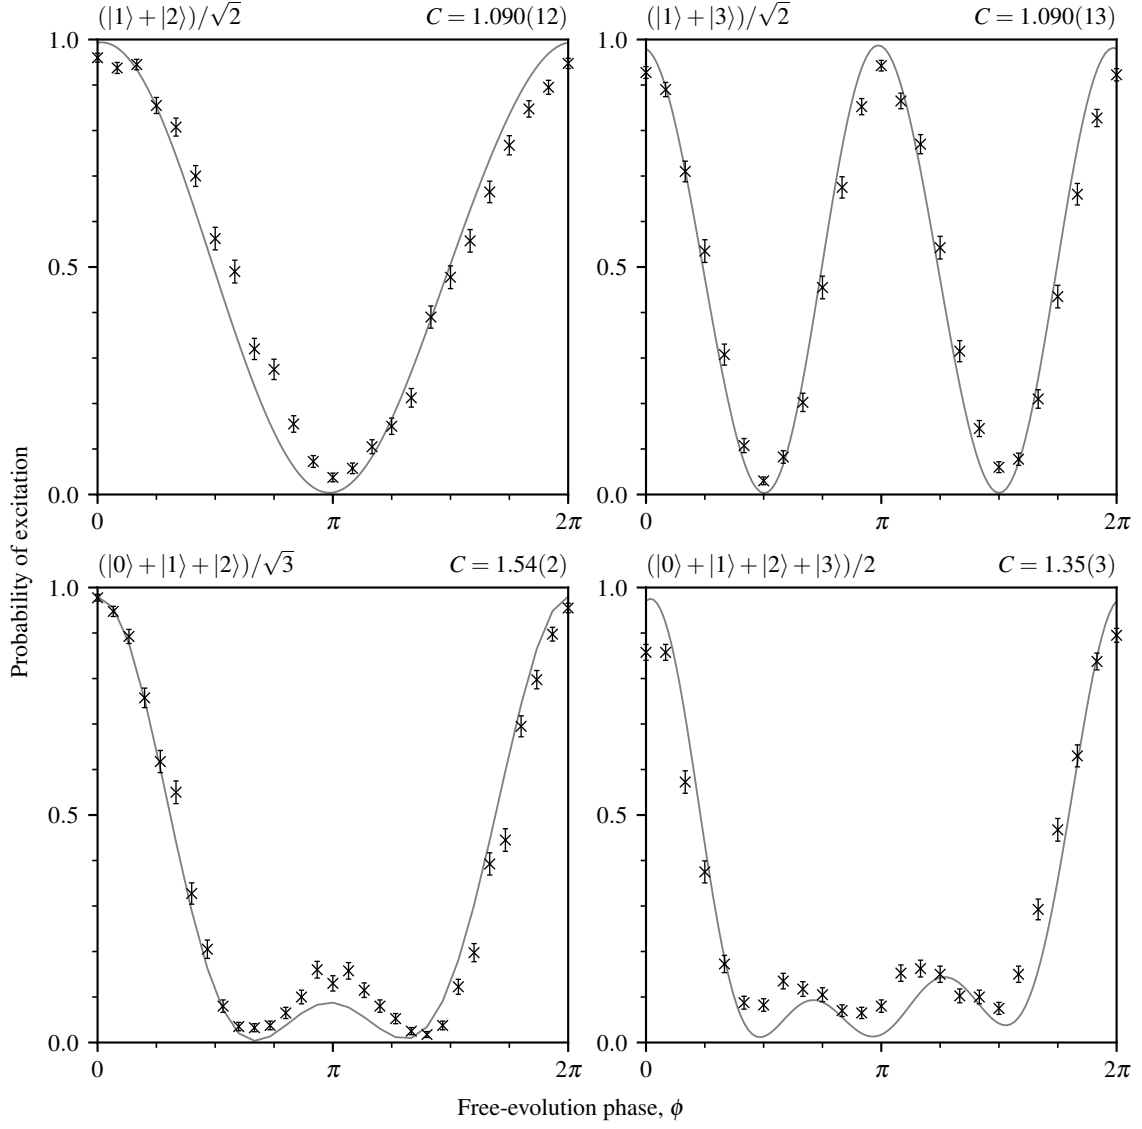 (|1⟩ + |2⟩)/√2 C = 1.090(12)
(|1⟩ + |3⟩)/√2 C = 1.090(13)
1.0
0.5
0.0
0 π 2π
1.0
0.5
0.0
0 π 2π
(|0⟩ + |1⟩ + |2⟩)/√3 C = 1.54(2)
(|0⟩ + |1⟩ + |2⟩ + |3⟩)/2 C = 1.35(3)
1.0
0.5
0.0
0 π 2π
1.0
0.5
0.0
0 π 2π
Probability of excitation
Free-evolution phase, ϕ